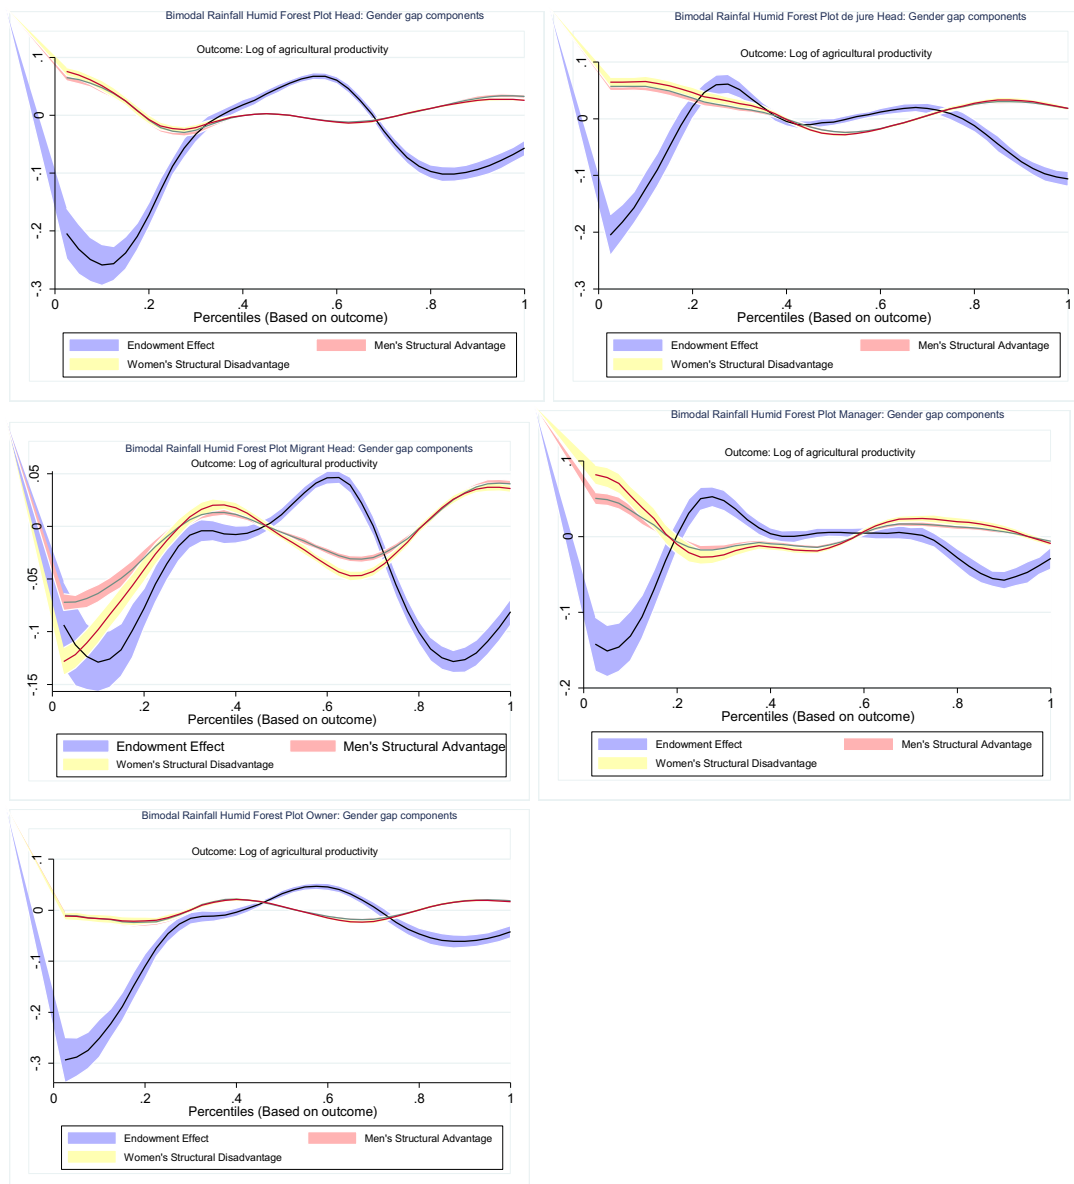 Bimodal Rainfall Humid Forest Plot Head: Gender gap components
Outcome: Log of agricultural productivity
.1
0
-.1
-.2
-.3
0 .2 .4 .6 .8 1
Percentiles (Based on outcome)
Endowment Effect Men's Structural Advantage
Women's Structural Disadvantage
Bimodal Rainfal Humid Forest Plot de jure Head: Gender gap components
Outcome: Log of agricultural productivity
.1
0
-.1
-.2
-.3
0 .2 .4 .6 .8 1
Percentiles (Based on outcome)
Endowment Effect Men's Structural Advantage
Women's Structural Disadvantage
Bimodal Rainfall Humid Forest Plot Migrant Head: Gender gap components
Outcome: Log of agricultural productivity
.05
0
-.05
-.1
-.15
0 .2 .4 .6 .8 1
Percentiles (Based on outcome)
Endowment Effect Men's Structural Advantage
Women's Structural Disadvantage
Bimodal Rainfall Humid Forest Plot Manager: Gender gap components
Outcome: Log of agricultural productivity
.1
0
-.1
-.2
0 .2 .4 .6 .8 1
Percentiles (Based on outcome)
Endowment Effect Men's Structural Advantage
Women's Structural Disadvantage
Bimodal Rainfall Humid Forest Plot Owner: Gender gap components
Outcome: Log of agricultural productivity
.1
0
-.1
-.2
-.3
0 .2 .4 .6 .8 1
Percentiles (Based on outcome)
Endowment Effect Men's Structural Advantage
Women's Structural Disadvantage